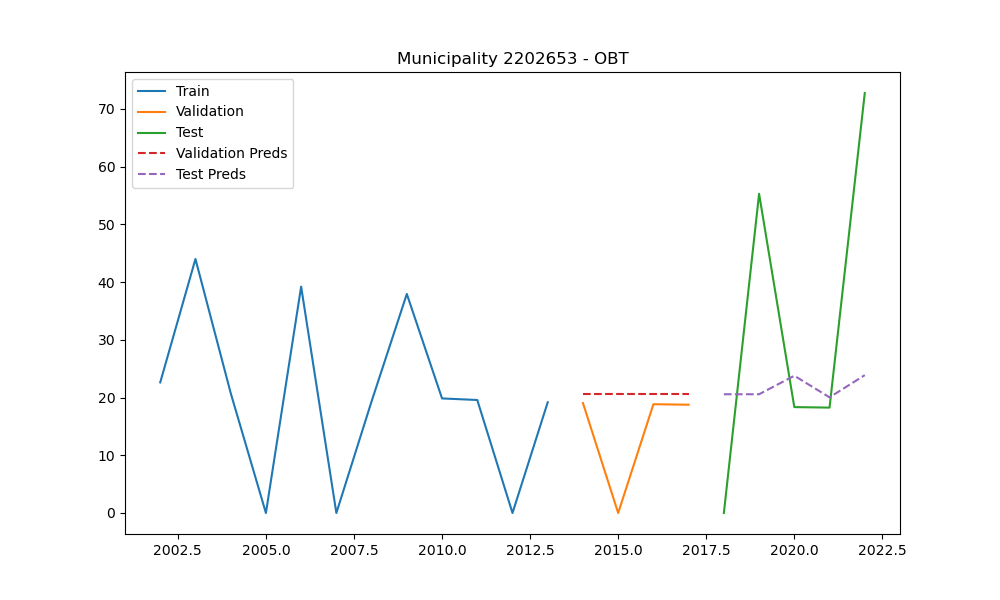 Municipality 2202653 - OBT
Train
Validation
Test
Validation Preds
Test Preds
70
60
50
40
30
20
10
0
2002.5 2005.0 2007.5 2010.0 2012.5 2015.0 2017.5 2020.0 2022.5